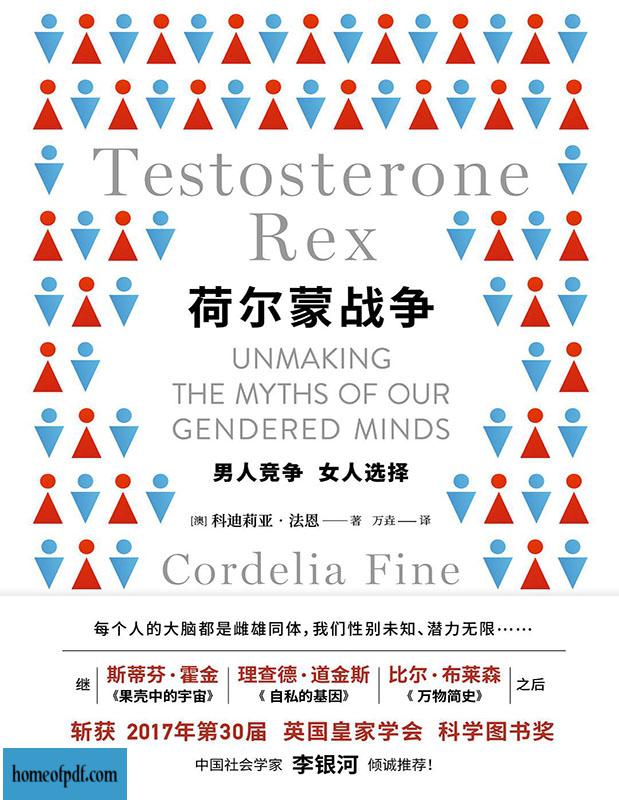 Testosterone
Rex
荷尔蒙战争
UNMAKING
THE MYTHS OF OUR
GENDERED MINDS
男人竞争 女人选择
[澳] 科迪莉亚·法恩——著 万垚—译
Cordelia Fine
每个人的大脑都是雌雄同体,我们性别未知、潜力无限……
继 斯蒂芬·霍金 《果壳中的宇宙》 理查德·道金斯 《自私的基因》 比尔·布莱森 《万物简史》 之后
斩获 2017年第30届 英国皇家学会 科学图书奖
中国社会学家 李银河 倾诚推荐!
homeofpdf.com